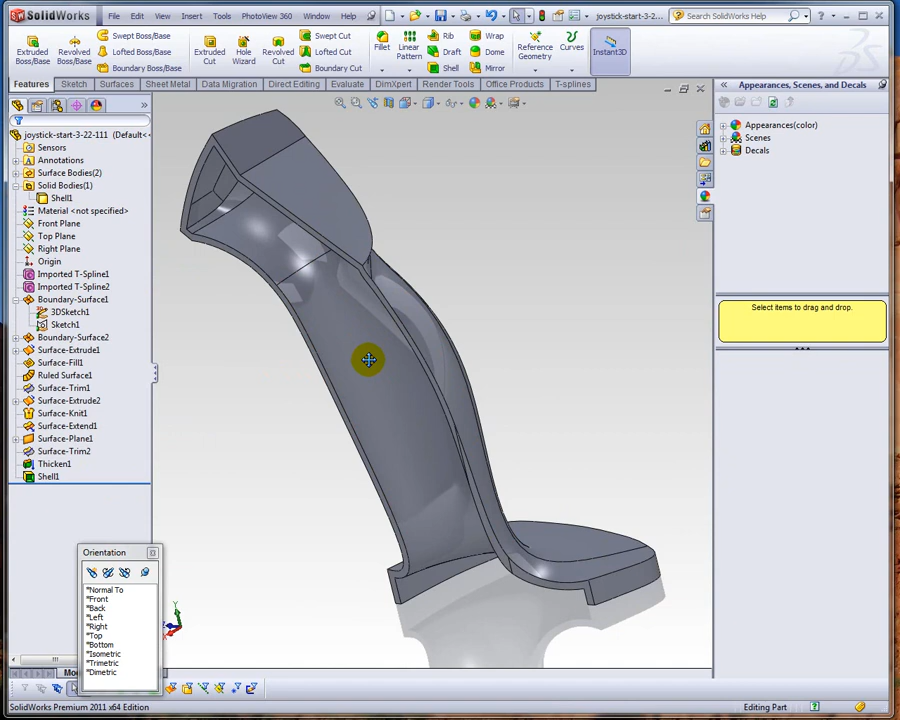 SolidWorks File Edit View Insert Tools T-Splines PhotoView 360 Window Help joystick-start-3-22-1... Search SolidWorks Help
Extruded Boss/Base
Revolved Boss/Base
Swept Boss/Base
Lofted Boss/Base
Boundary Boss/Base
Extruded Cut
Hole Wizard
Revolved Cut
Swept Cut
Lofted Cut
Boundary Cut
Fillet
Linear Pattern
Rib
Draft
Shell
Wrap
Dome
Mirror
Reference Geometry
Curves
Instant3D
Features Sketch Surfaces Sheet Metal Data Migration Direct Editing Evaluate DimXpert Render Tools Office Products T-splines
joystick-start-3-22-111 (Default<
Sensors
Annotations
Surface Bodies(2)
Solid Bodies(1)
Shell1
Material <not specified>
Front Plane
Top Plane
Right Plane
Origin
Imported T-Spline1
Imported T-Spline2
Boundary-Surface1
3DSketch1
Sketch1
Boundary-Surface2
Surface-Extrude1
Surface-Fill1
Ruled Surface1
Surface-Trim1
Surface-Extrude2
Surface-Knit1
Surface-Extend1
Surface-Plane1
Surface-Trim2
Thicken1
Shell1
Orientation
*Normal To
*Front
*Back
*Left
*Right
*Top
*Bottom
*Isometric
*Trimetric
*Dimetric
Y
Appearances, Scenes, and Decals
Appearances(color)
Scenes
Decals
Select items to drag and drop.
SolidWorks Premium 2011 x64 Edition
Editing Part